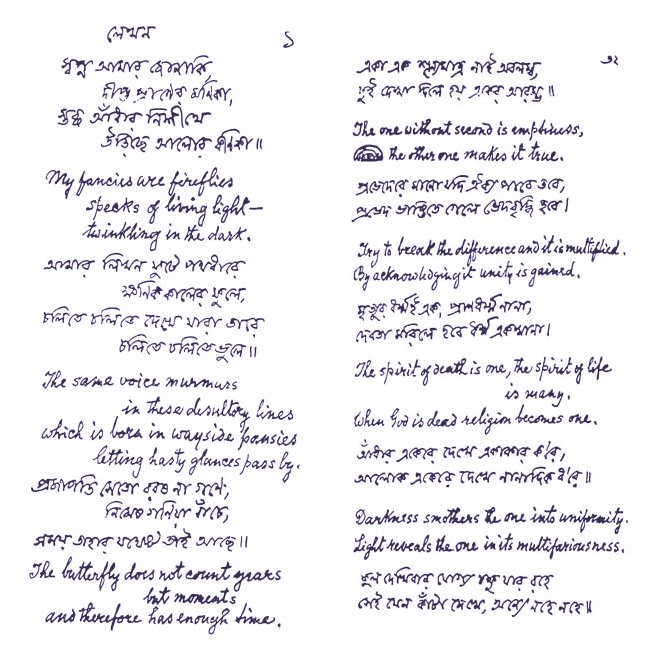 লেখন
১
স্বপ্ন আমার জোনাকি,
দীপ্ত প্রাণের মণিকা,
স্তব্ধ আঁধার নিশীথে
উড়িছে আলোর কণিকা॥
My fancies are fireflies
specks of living light—
twinkling in the dark.
আমার লিখন ফুটে পথধারে
ক্ষণিক কালের ফুলে,
চলিতে চলিতে দেখে যারা তারে
চলিতে চলিতে ভুলে॥
The same voice murmurs
in these desultory lines
which is born in wayside pansies
letting hasty glances pass by.
প্রজাপতি সেতো বরষ না গণে,
নিমেষ গণিয়া বাঁচে,
সময় তাহার যথেষ্ট তাই আছে॥
The butterfly does not count years
but moments
and therefore has enough time.
৩২
একা এক শূন্যমাত্র নাই অবলম্ব,
দুই দেখা দিলে হয় একের আরম্ভ॥
The one without second is emptiness,
the other one makes it true.
প্রভেদেরে মানো যদি ঐক্য পাবে তবে,
প্রভেদ ভাঙিতে গেলে ভেদবৃদ্ধি হবে।
Try to break the difference and it is multiplied.
By acknowledging it unity is gained.
মৃত্যুর ধর্ম্মই এক, প্রাণধর্ম্ম নানা,
দেবতা মরিলে হবে ধর্ম্ম একখানা।
The spirit of death is one, the spirit of life
is many.
When God is dead religion becomes one.
আঁধার একেরে দেখে একাকার ক'রে,
আলোক একেরে দেখে নানাদিক ধ'রে॥
Darkness smothers the one into uniformity.
Light reveals the one in its multifariousness.
ফুল দেখিবার যোগ্য চক্ষু যার রহে
সেই যেন কাঁটা দেখে, অন্যে নহে নহে॥